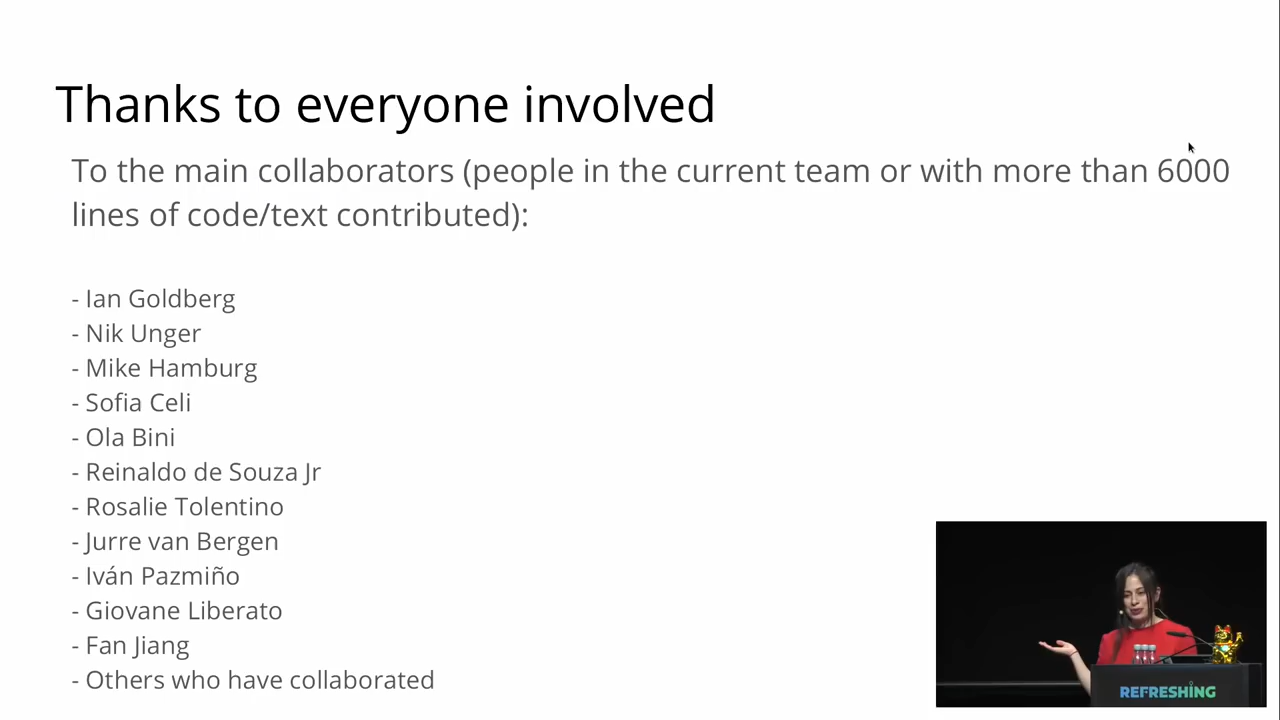 Thanks to everyone involved
To the main collaborators (people in the current team or with more than 6000
lines of code/text contributed):
- Ian Goldberg
- Nik Unger
- Mike Hamburg
- Sofia Celi
- Ola Bini
- Reinaldo de Souza Jr
- Rosalie Tolentino
- Jurre van Bergen
- Iván Pazmiño
- Giovane Liberato
- Fan Jiang
- Others who have collaborated
REFRESHING